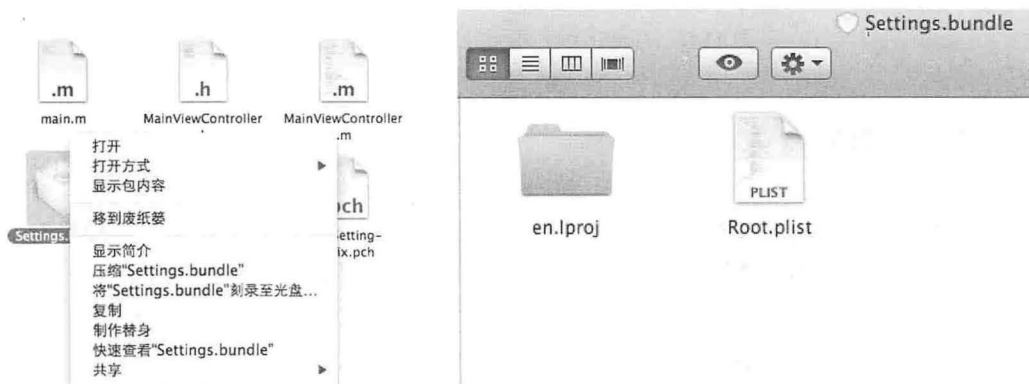 .m
.h
.m
main.m
MainViewController
MainViewController
.m
打开
打开方式
显示包内容
移到废纸篓
显示简介
压缩"Settings.bundle"
将"Settings.bundle"刻录至光盘...
复制
制作替身
快速查看"Settings.bundle"
共享
Settings.
etting-
ix.pch
Settings.bundle
PLIST
en.lproj
Root.plist